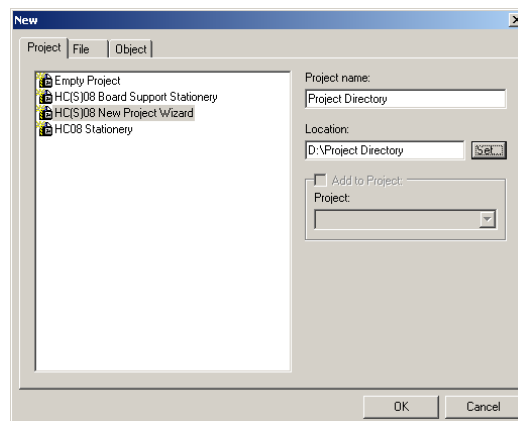 New
Project File Object
Empty Project
HC(S)08 Board Support Stationery
HC(S)08 New Project Wizard
HC08 Stationery
Project name:
Project Directory
Location:
D:\Project Directory
Set...
Add to Project:
Project:
OK Cancel